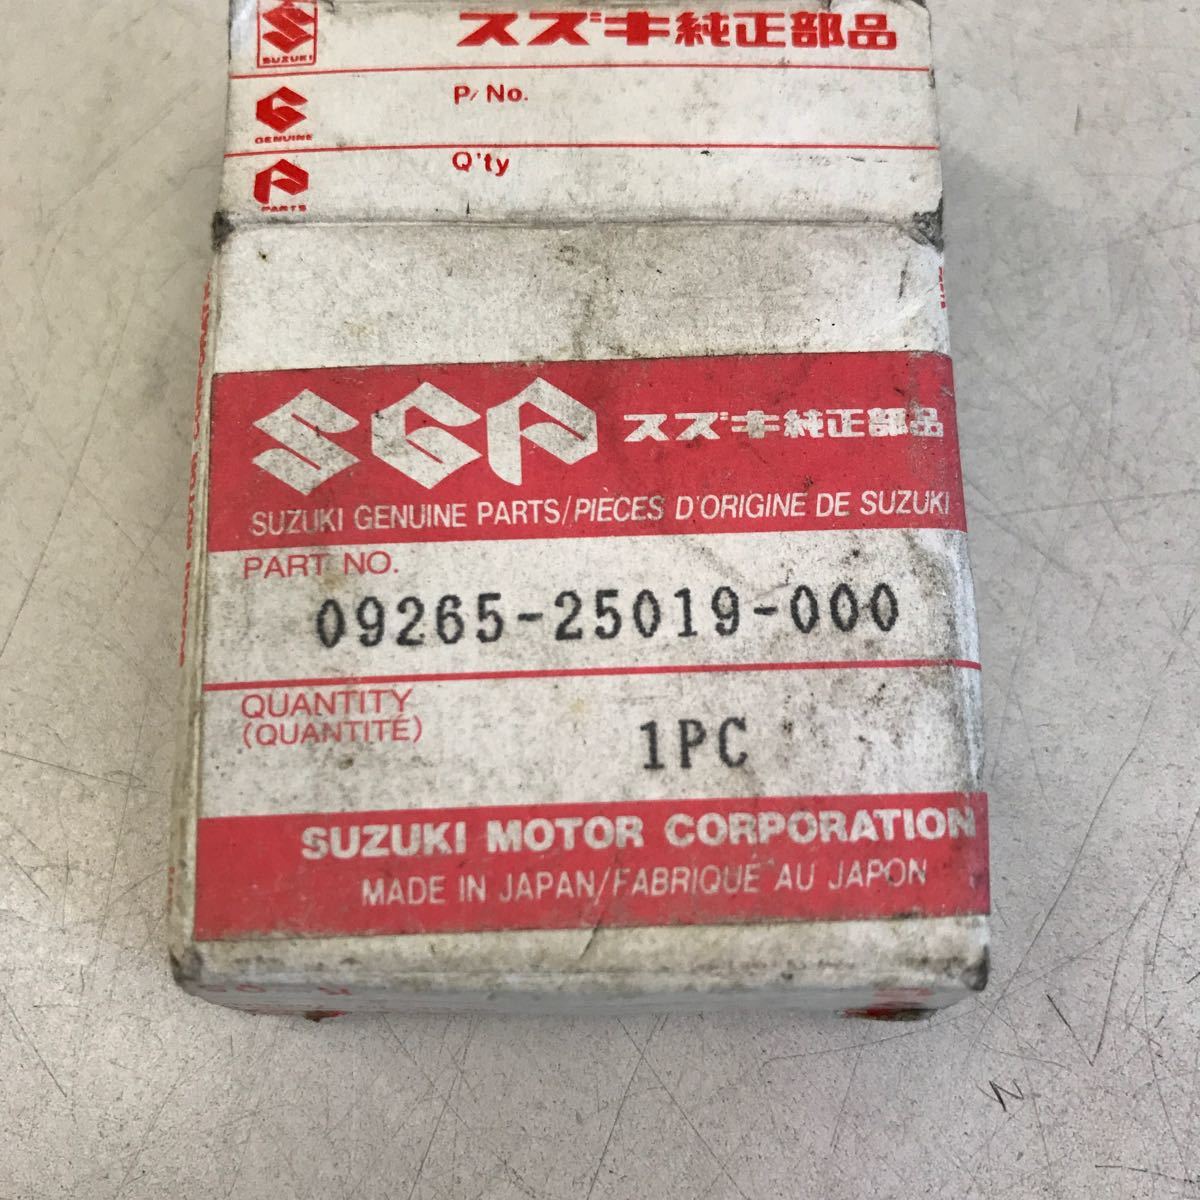 スズキ純正部品
SUZUKI
P/No.
GENUINE
Q'ty
PARTS
SGP スズキ純正部品
SUZUKI GENUINE PARTS/PIÈCES D'ORIGINE DE SUZUKI
PART NO.
09265-25019-000
QUANTITY
(QUANTITÉ)
1PC
SUZUKI MOTOR CORPORATION
MADE IN JAPAN/FABRIQUÉ AU JAPON